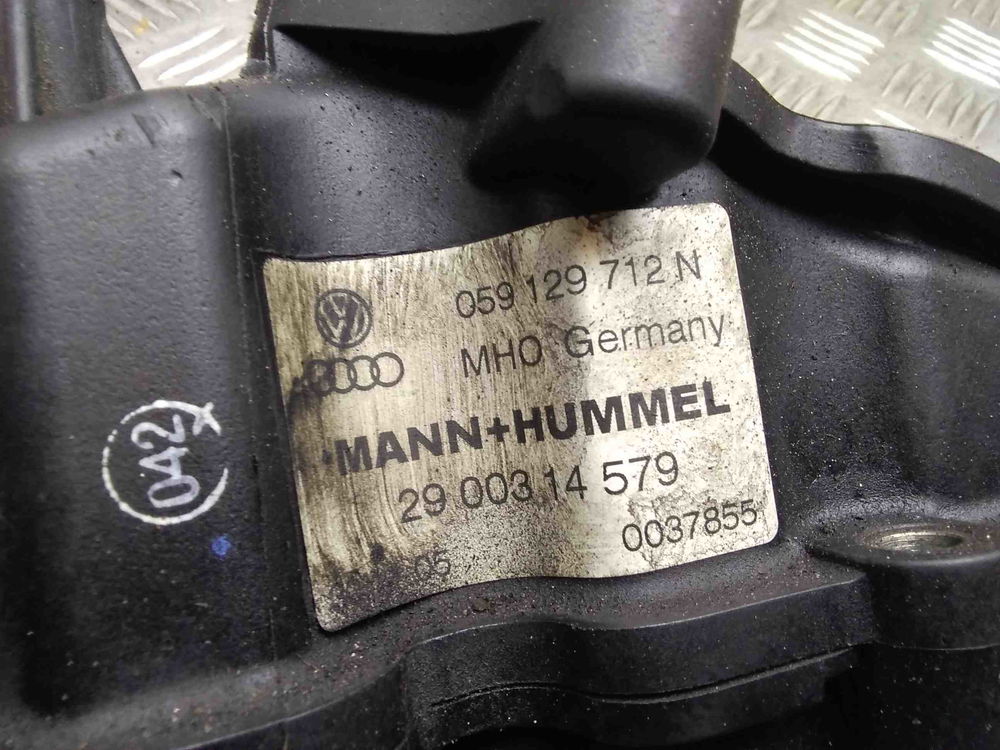 059 129 712 N
MHO Germany
MANN+HUMMEL
29 003 14 579
05
0037855
042